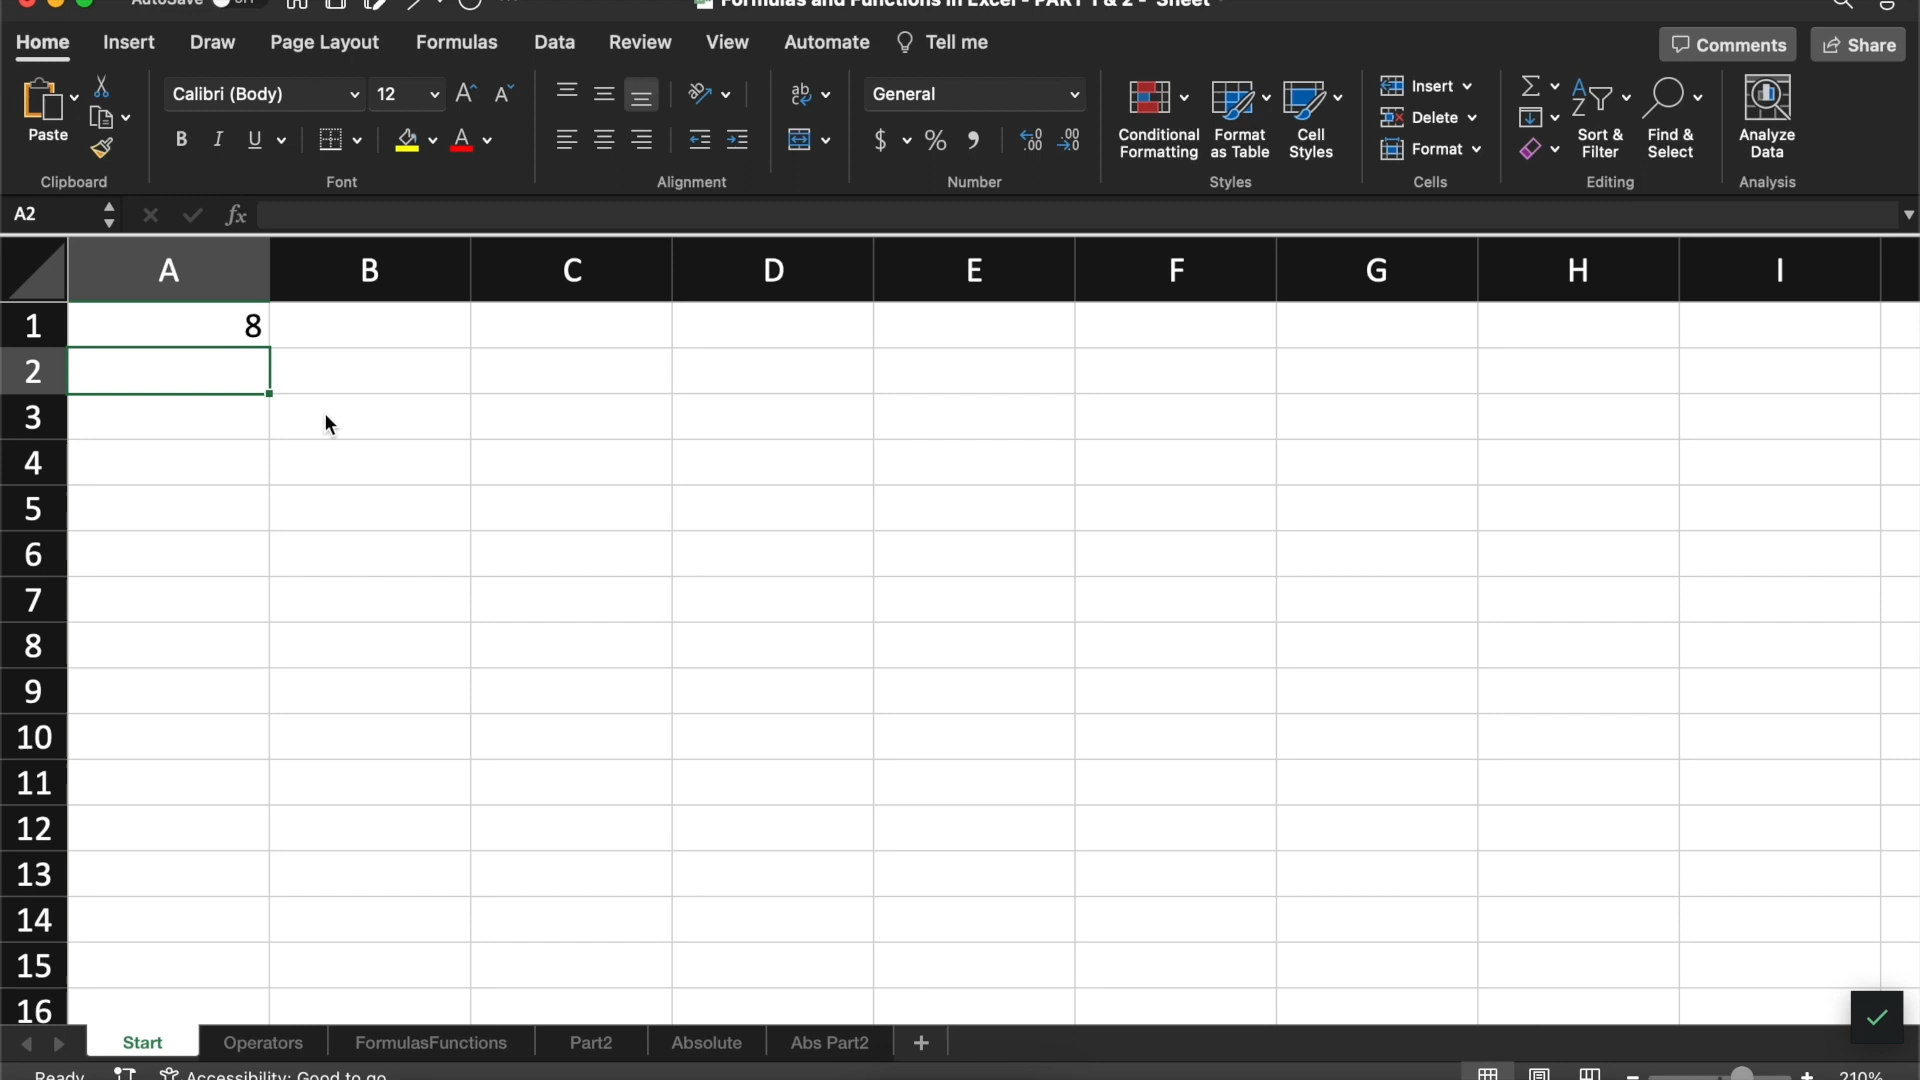 AutoSave OFF Formulas and Functions in Excel - PART 1 & 2 - Sheet
Home Insert Draw Page Layout Formulas Data Review View Automate Tell me Comments Share
Paste Calibri (Body) 12 General Conditional Formatting Format as Table Cell Styles Insert Delete Format Sort & Filter Find & Select Analyze Data
Clipboard Font Alignment Number Styles Cells Editing Analysis
A2 fx
A B C D E F G H I
1 8
2
3
4
5
6
7
8
9
10
11
12
13
14
15
16
Start Operators FormulasFunctions Part2 Absolute Abs Part2 +
Ready Accessibility: Good to go 210%